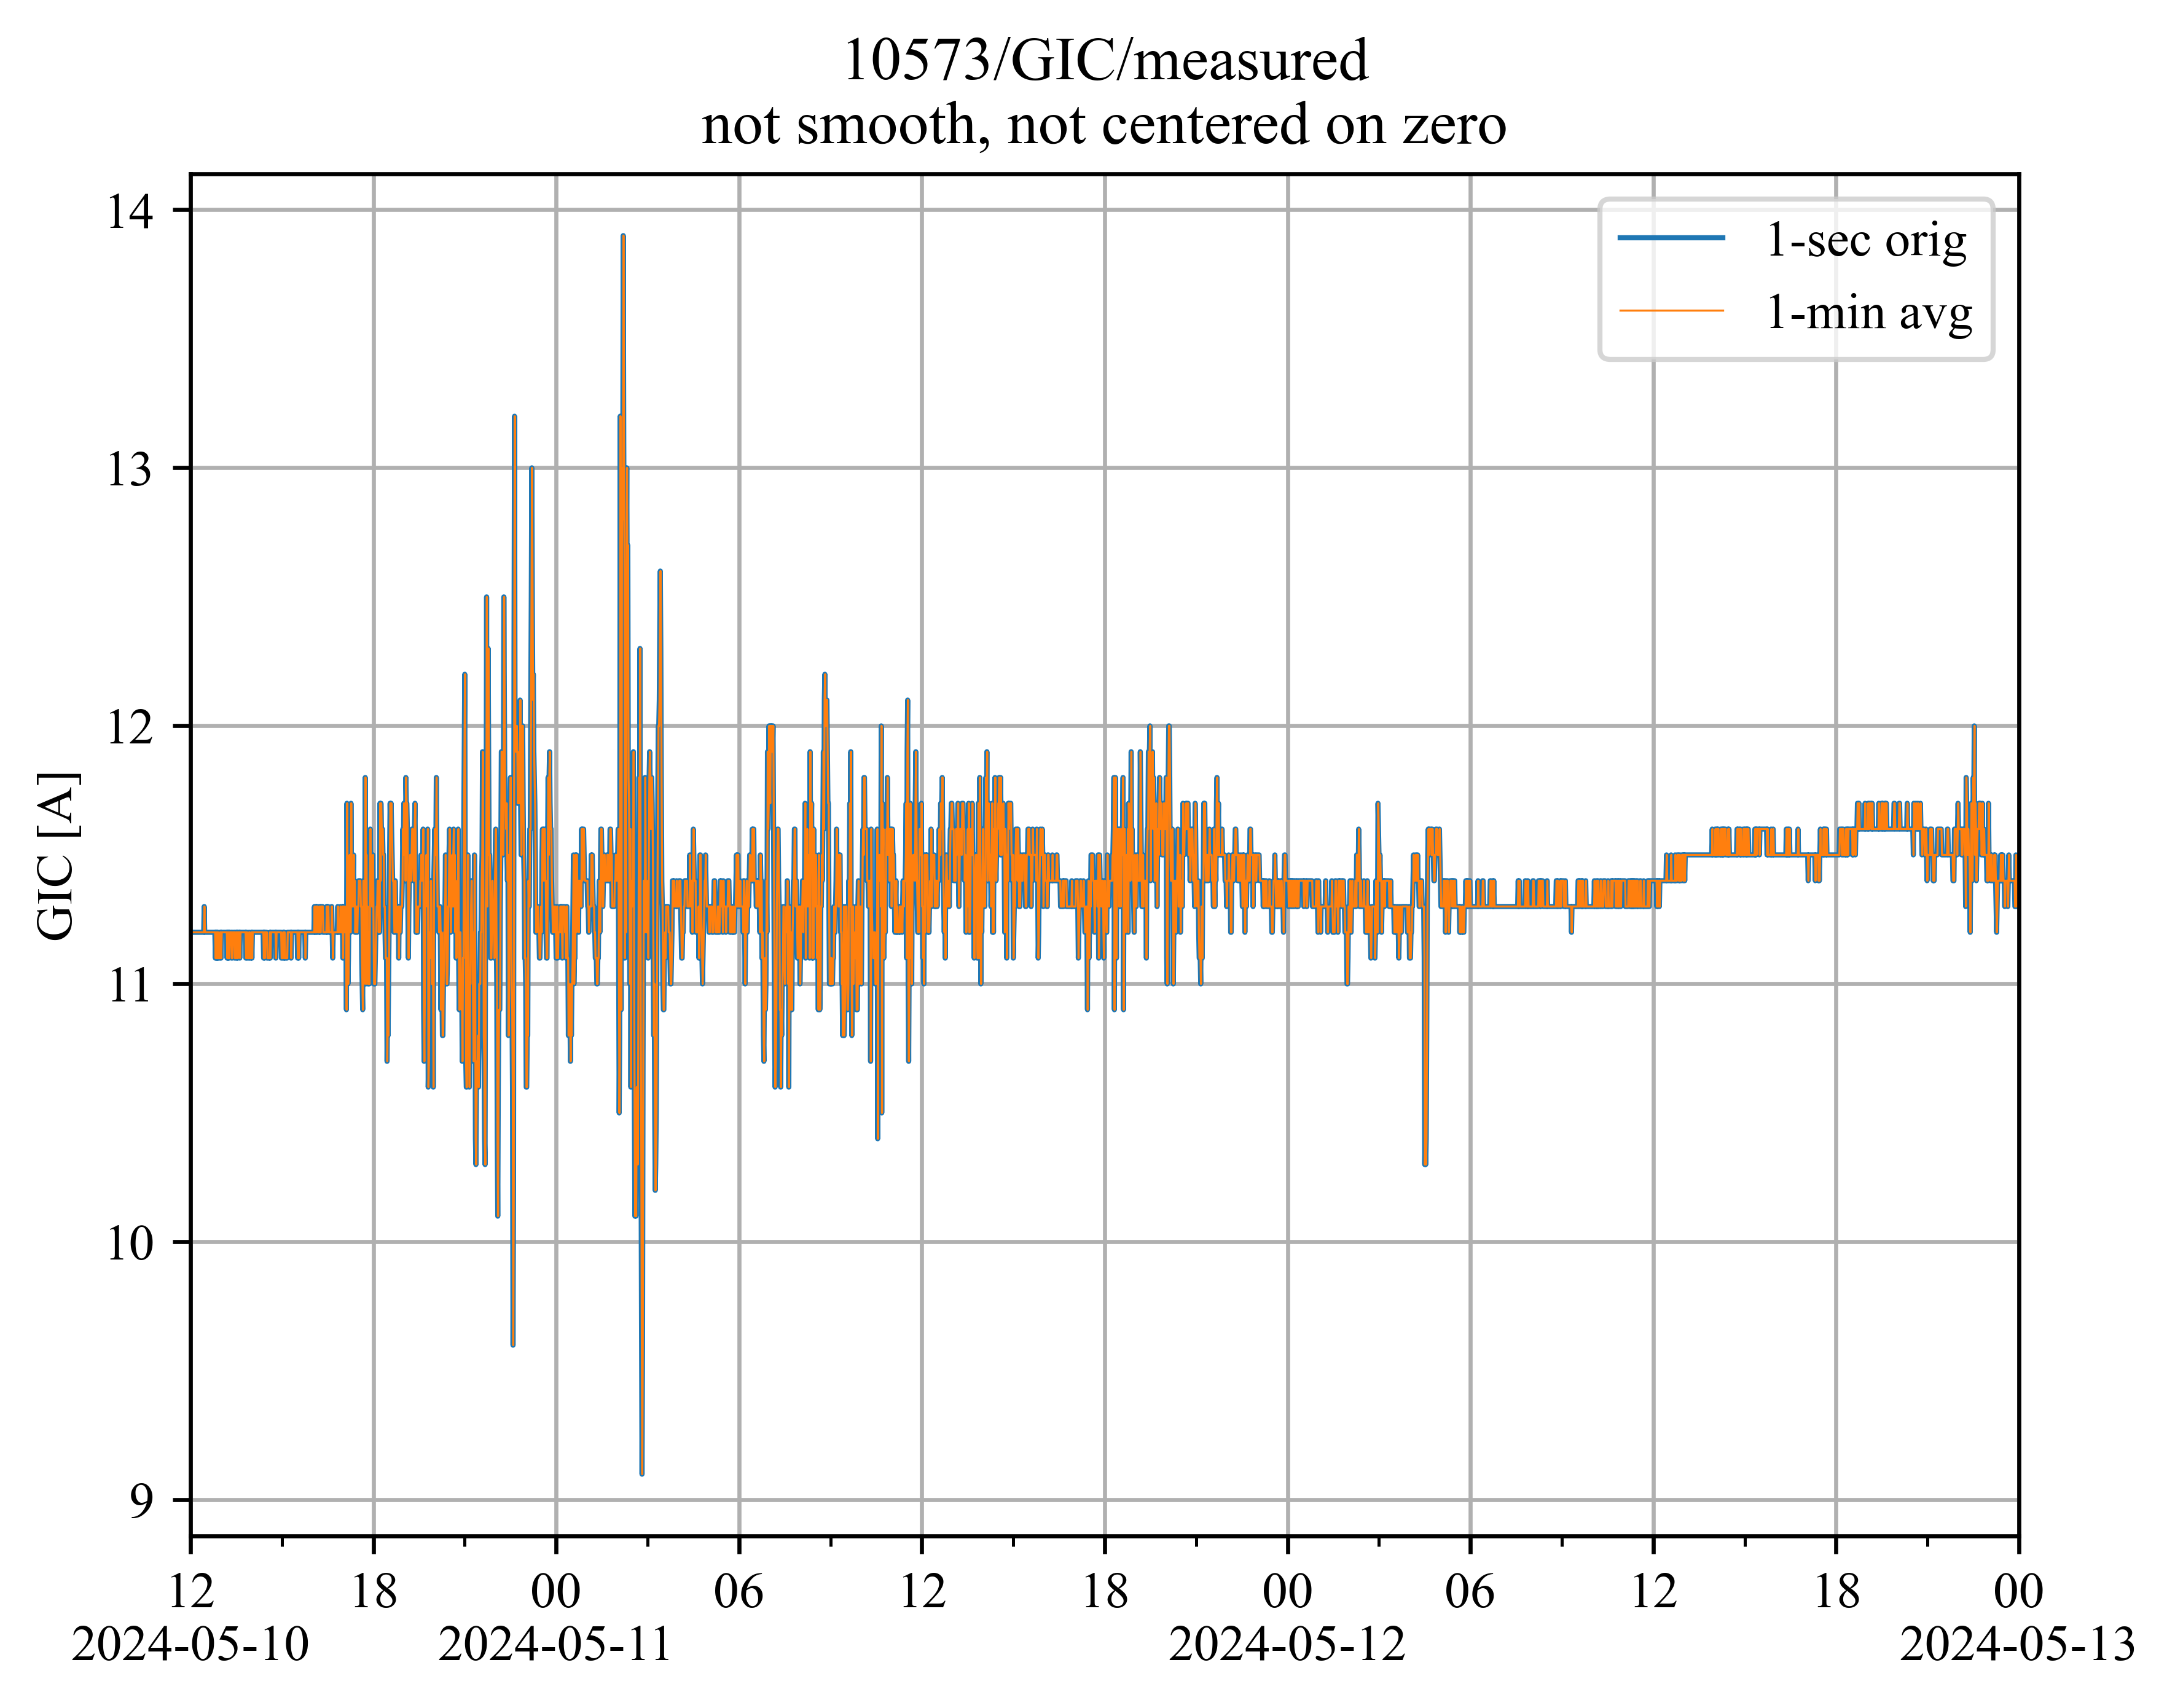 10573/GIC/measured
not smooth, not centered on zero
14
13
12
11
10
9
GIC [A]
1-sec orig
1-min avg
12 18 00 06 12 18 00 06 12 18 00
2024-05-10 2024-05-11 2024-05-12 2024-05-13